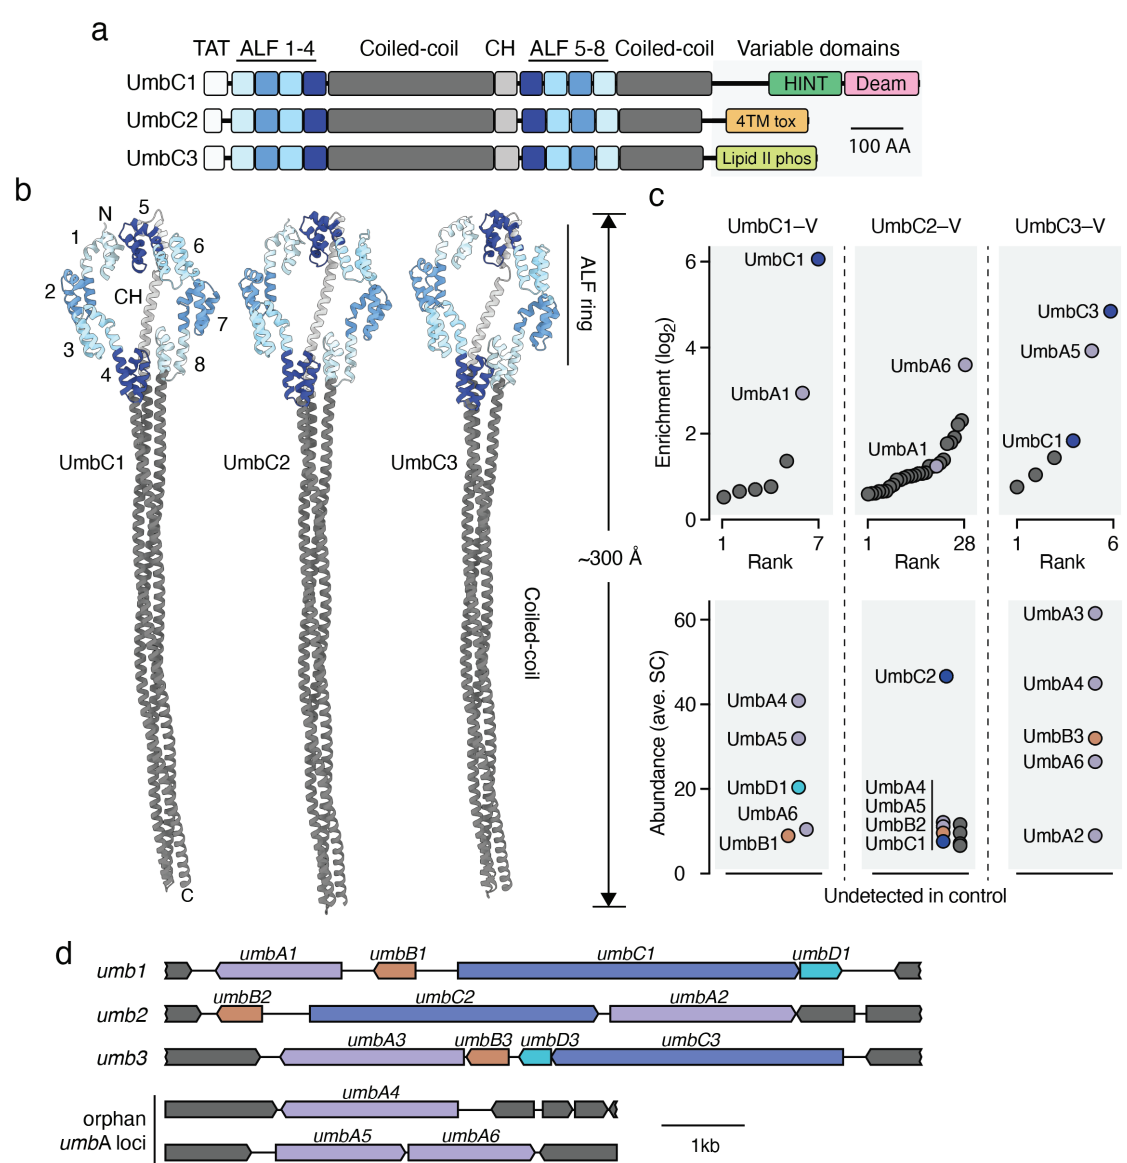 a
TAT ALF 1-4 Coiled-coil CH ALF 5-8 Coiled-coil Variable domains
UmbC1 HINT Deam
UmbC2 4TM tox
UmbC3 Lipid II phos
100 AA
b
N 5
1 6
2 CH 7
3 4 8
UmbC1 UmbC2 UmbC3
C
ALF ring
~300 Å
Coiled-coil
c
UmbC1–V UmbC2–V UmbC3–V
Enrichment (log2)
6
4
2
0
UmbC1
UmbA1
1 7
Rank
UmbA6
UmbA1
1 28
Rank
UmbC3
UmbA5
UmbC1
1 6
Rank
Abundance (ave. SC)
60
40
20
0
UmbA4
UmbA5
UmbD1
UmbA6
UmbB1
UmbC2
UmbA4
UmbA5
UmbB2
UmbC1
UmbA3
UmbA4
UmbB3
UmbA6
UmbA2
Undetected in control
d
umb1 umbA1 umbB1 umbC1 umbD1
umb2 umbB2 umbC2 umbA2
umb3 umbA3 umbB3 umbD3 umbC3
orphan
umbA loci
umbA4
umbA5 umbA6
1kb